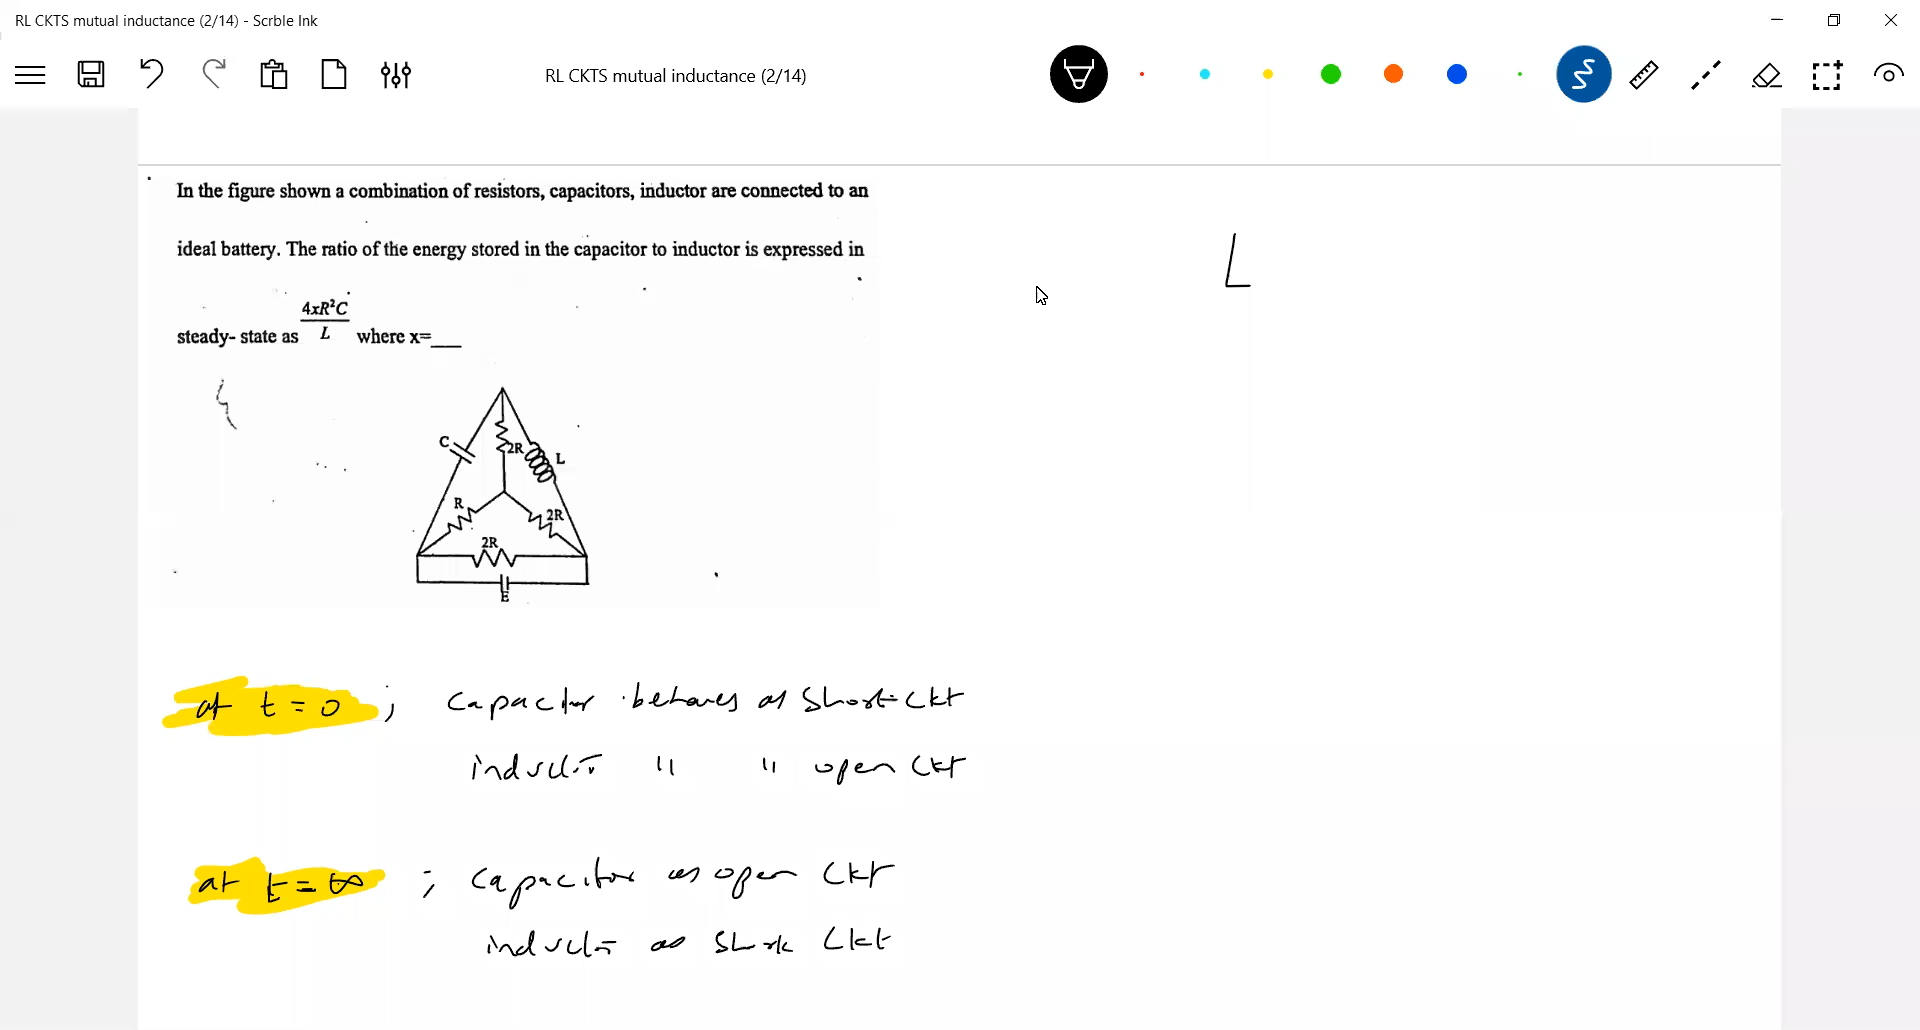 RL CKTS mutual inductance (2/14) - Scrble Ink
RL CKTS mutual inductance (2/14)
In the figure shown a combination of resistors, capacitors, inductor are connected to an
ideal battery. The ratio of the energy stored in the capacitor to inductor is expressed in
steady- state as 4xR²C/L where x=___
L
C
2R
L
R
2R
2R
E
at t = 0 ; capacitor behaves as short-ckt
inductor " " open ckt
at t = ∞ ; capacitor as open ckt
inductor as short ckt